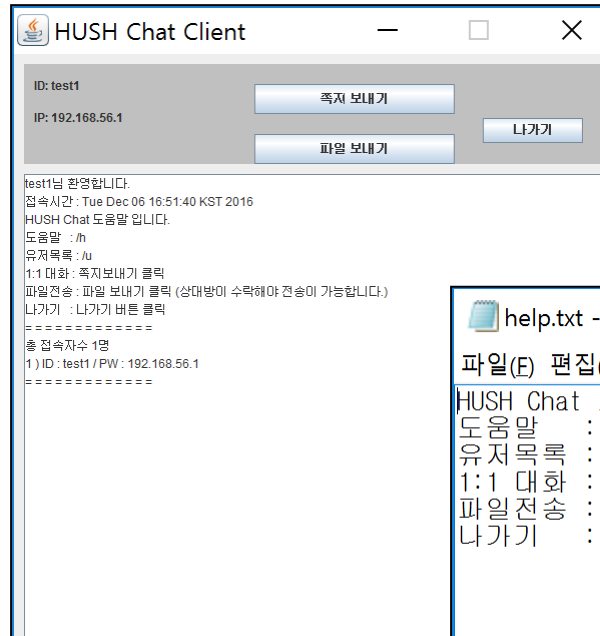 HUSH Chat Client
ID: test1
IP: 192.168.56.1
쪽지 보내기
파일 보내기
나가기
test1님 환영합니다.
접속시간 : Tue Dec 06 16:51:40 KST 2016
HUSH Chat 도움말 입니다.
도움말 : /h
유저목록 : /u
1:1 대화 : 쪽지보내기 클릭
파일전송 : 파일 보내기 클릭 (상대방이 수락해야 전송이 가능합니다.)
나가기 : 나가기 버튼 클릭
= = = = = = = = = = = = =
총 접속자수 1명
1 ) ID : test1 / PW : 192.168.56.1
= = = = = = = = = = = = =
help.txt -
파일(F) 편집(
HUSH Chat
도움말 :
유저목록 :
1:1 대화 :
파일전송 :
나가기 :